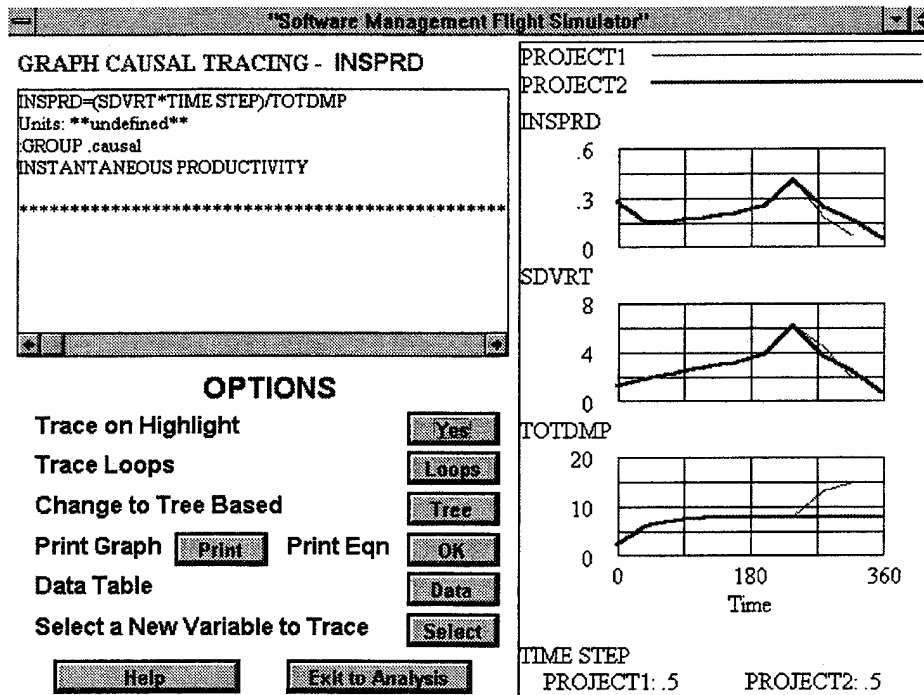 "Software Management Flight Simulator"
GRAPH CAUSAL TRACING - INSPRD
INSPRD=(SDVRT*TIME STEP)/TOTDMP
Units: **undefined**
:GROUP .causal
INSTANTANEOUS PRODUCTIVITY
************************************************
OPTIONS
Trace on Highlight Yes'
Trace Loops Loops
Change to Tree Based Tree
Print Graph Print Print Eqn OK
Data Table Data
Select a New Variable to Trace Select
Help Exit to Analysis
PROJECT1
PROJECT2
INSPRD
.6
.3
0
SDVRT
8
4
0
TOTDMP
20
10
0
0 180 360
Time
TIME STEP
PROJECT1: .5 PROJECT2: .5